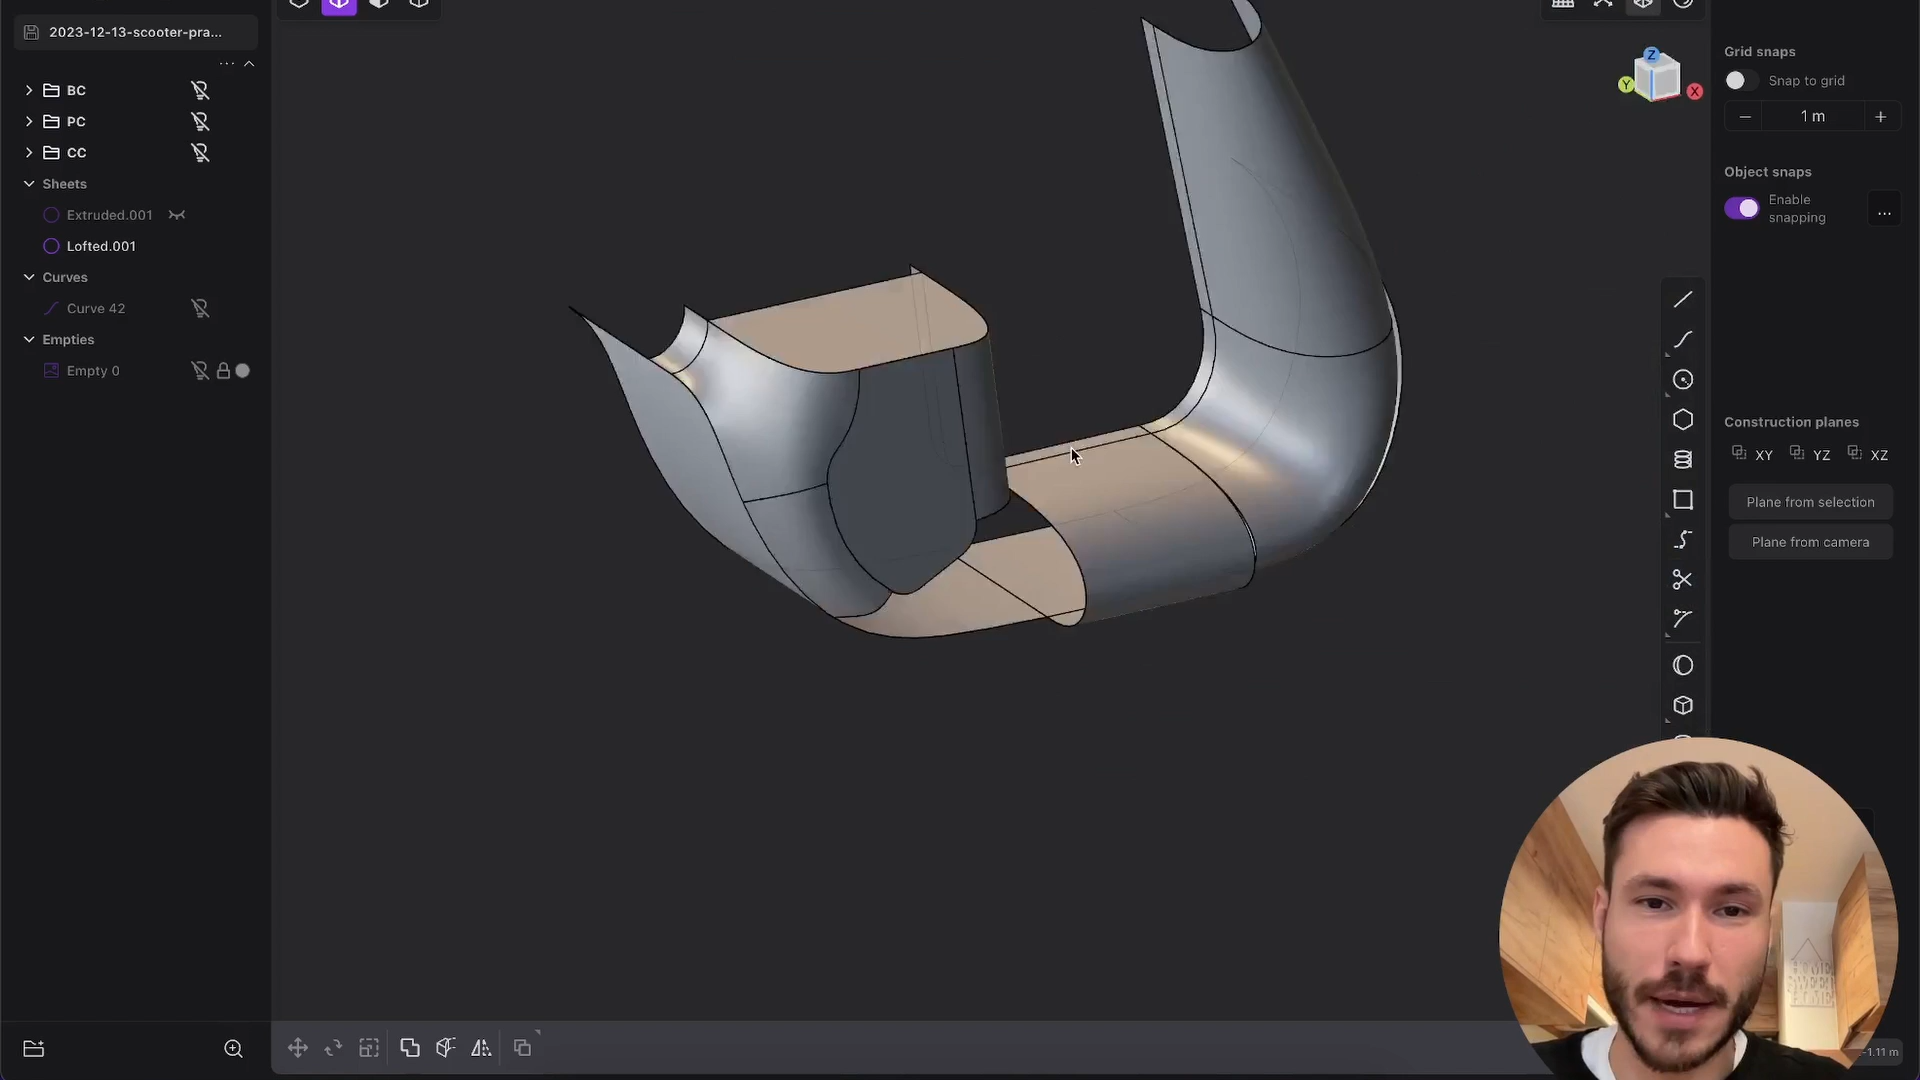 2023-12-13-scooter-pra...
BC
PC
CC
Sheets
Extruded.001
Lofted.001
Curves
Curve 42
Empties
Empty 0
Z
Y
X
Grid snaps
Snap to grid
1 m
Object snaps
Enable
snapping
...
Construction planes
XY YZ XZ
Plane from selection
Plane from camera
-1.11 m